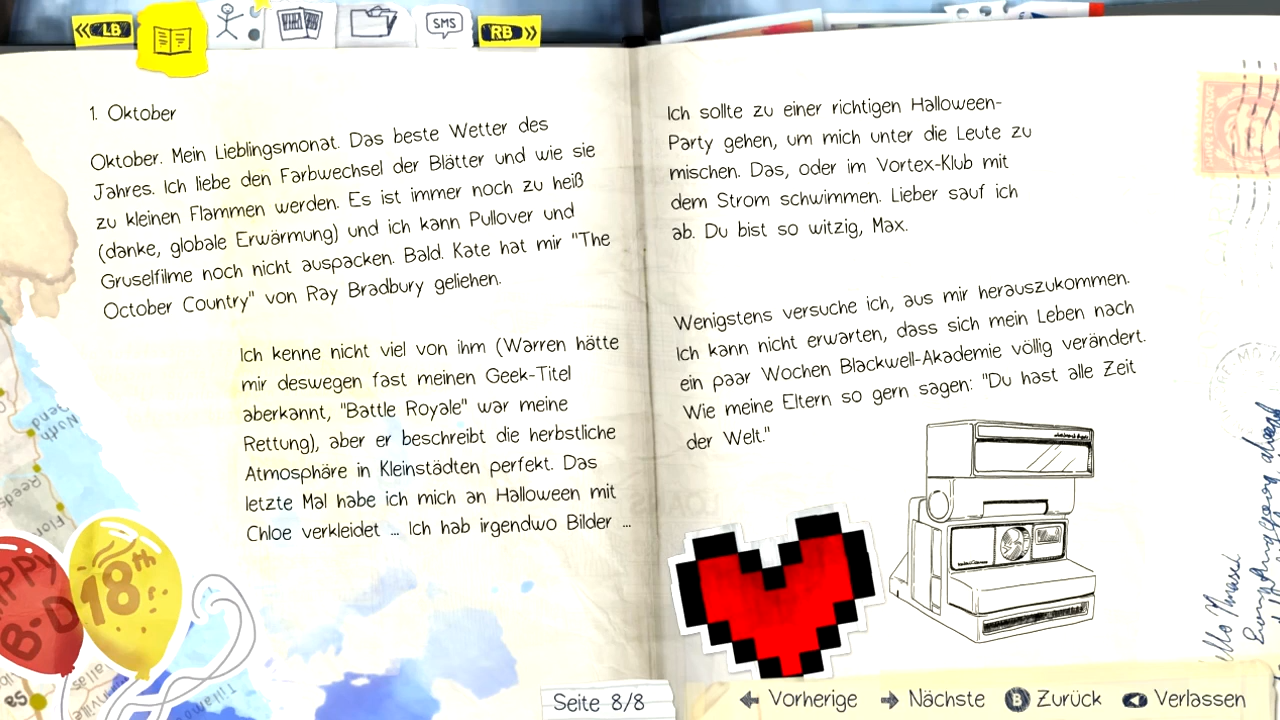 LB
SMS
RB
1. Oktober
Oktober. Mein Lieblingsmonat. Das beste Wetter des
Jahres. Ich liebe den Farbwechsel der Blätter und wie sie
zu kleinen Flammen werden. Es ist immer noch zu heiß
(danke, globale Erwärmung) und ich kann Pullover und
Gruselfilme noch nicht auspacken. Bald. Kate hat mir "The
October Country" von Ray Bradbury geliehen.
Ich kenne nicht viel von ihm (Warren hätte
mir deswegen fast meinen Geek-Titel
aberkannt, "Battle Royale" war meine
Rettung), aber er beschreibt die herbstliche
Atmosphäre in Kleinstädten perfekt. Das
letzte Mal habe ich mich an Halloween mit
Chloe verkleidet ... Ich hab irgendwo Bilder ...
Ich sollte zu einer richtigen Halloween-
Party gehen, um mich unter die Leute zu
mischen. Das, oder im Vortex-Klub mit
dem Strom schwimmen. Lieber sauf ich
ab. Du bist so witzig, Max.
Wenigstens versuche ich, aus mir herauszukommen.
Ich kann nicht erwarten, dass sich mein Leben nach
ein paar Wochen Blackwell-Akademie völlig verändert.
Wie meine Eltern so gern sagen: "Du hast alle Zeit
der Welt."
North
Bend
18th
Seite 8/8
Vorherige
Nächste
B Zurück
Verlassen